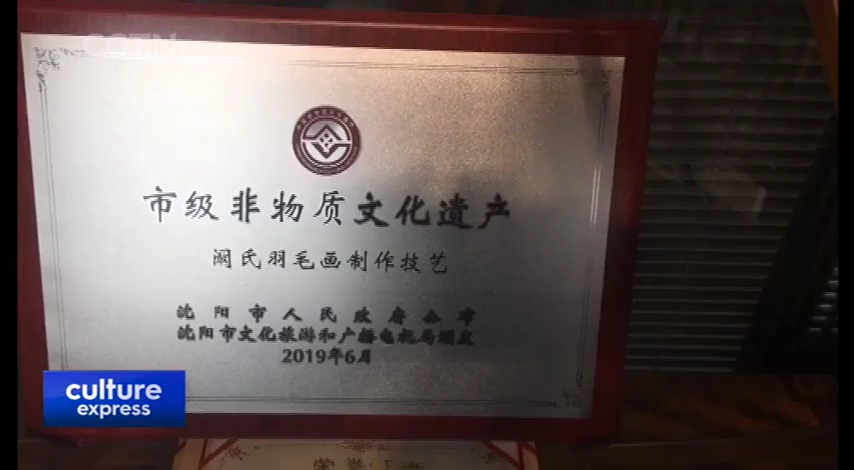 CGTN
市级非物质文化遗产
阚氏羽毛画制作技艺
沈阳市人民政府公布
沈阳市文化旅游和广播电视局颁发
2019年6月
culture
express